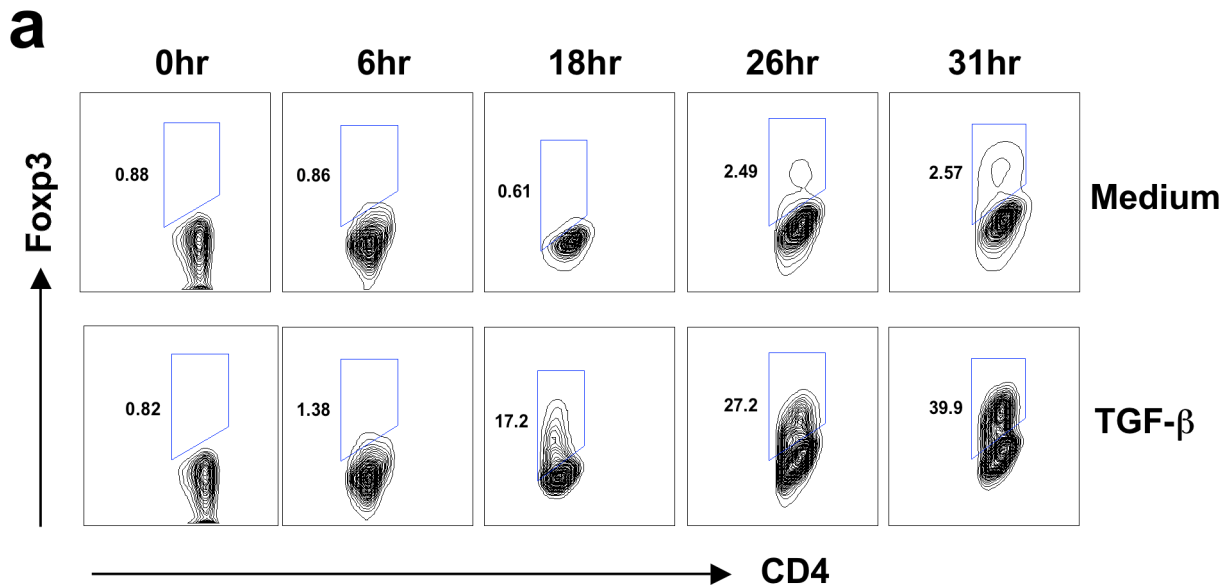 a
0hr 6hr 18hr 26hr 31hr
Foxp3
0.88 0.86 0.61 2.49 2.57 Medium
0.82 1.38 17.2 27.2 39.9 TGF-β
CD4